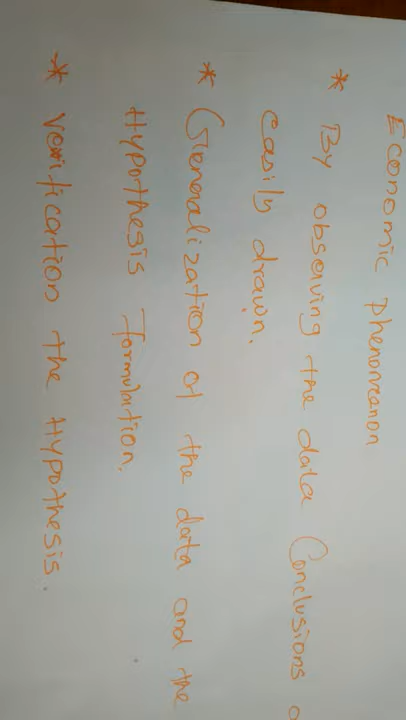 Economic phenomenon
* By observing the data Conclusions
easily drawn.
* Generalization of the data and the
Hypothesis Formulation.
* Verification the Hypothesis.